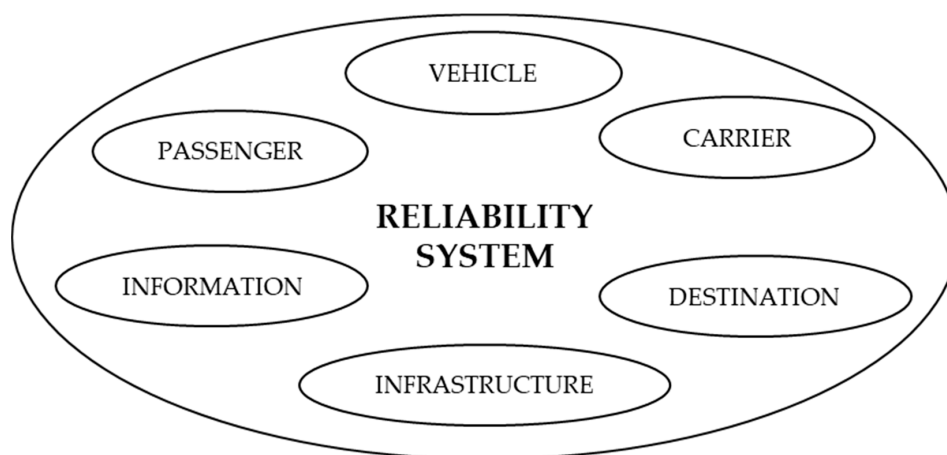 VEHICLE
PASSENGER
CARRIER
RELIABILITY
SYSTEM
INFORMATION
DESTINATION
INFRASTRUCTURE